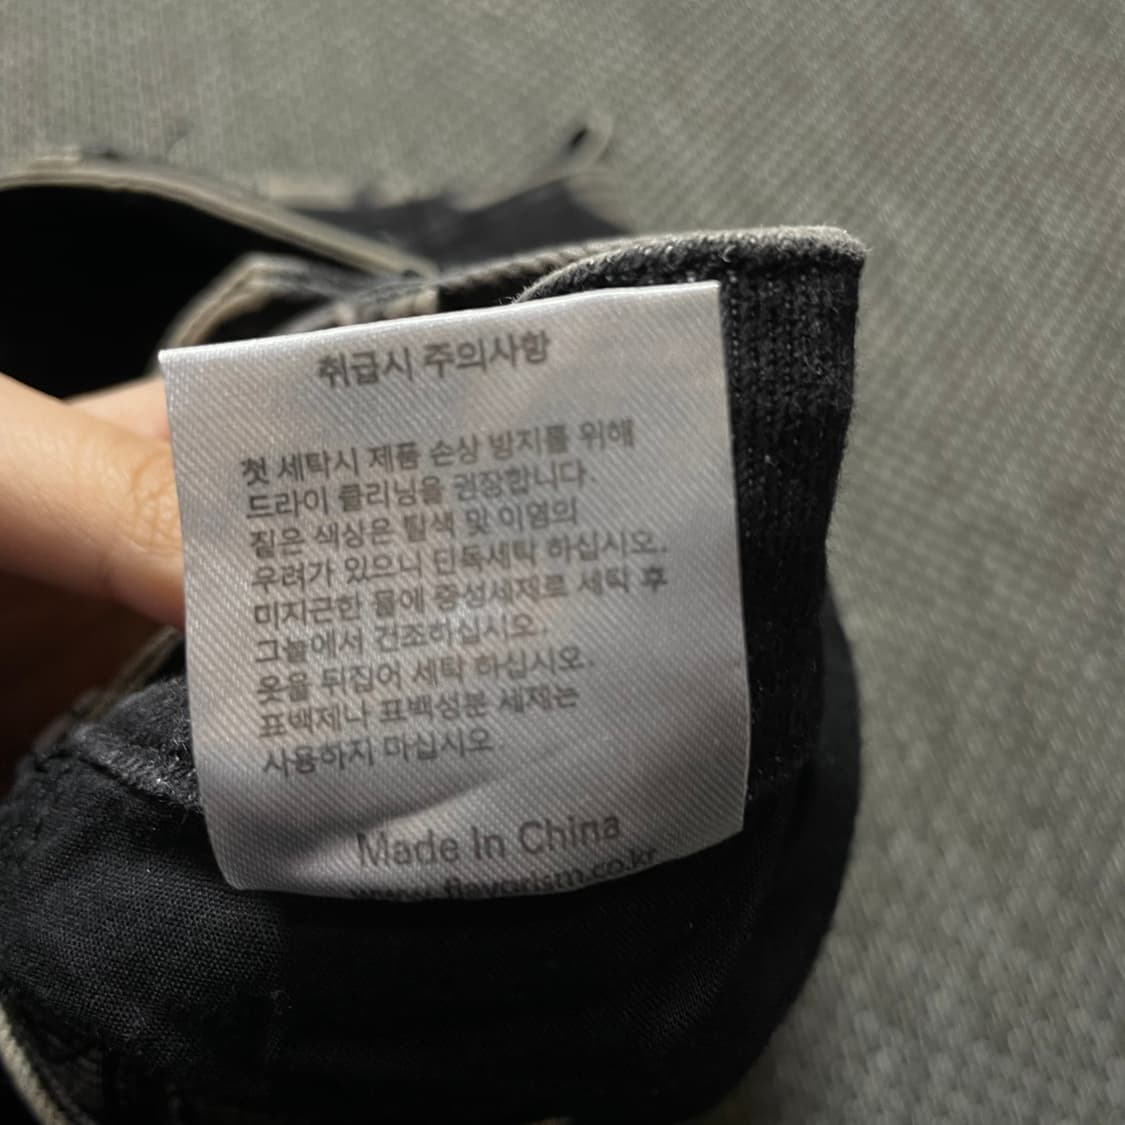 취급시 주의사항
첫 세탁시 제품 손상 방지를 위해
드라이 클리닝을 권장합니다.
짙은 색상은 탈색 및 이염의
우려가 있으니 단독세탁 하십시오.
미지근한 물에 중성세제로 세탁 후
그늘에서 건조하십시오.
옷을 뒤집어 세탁 하십시오.
표백제나 표백성분 세제는
사용하지 마십시오
Made In China
www.flavorism.co.kr